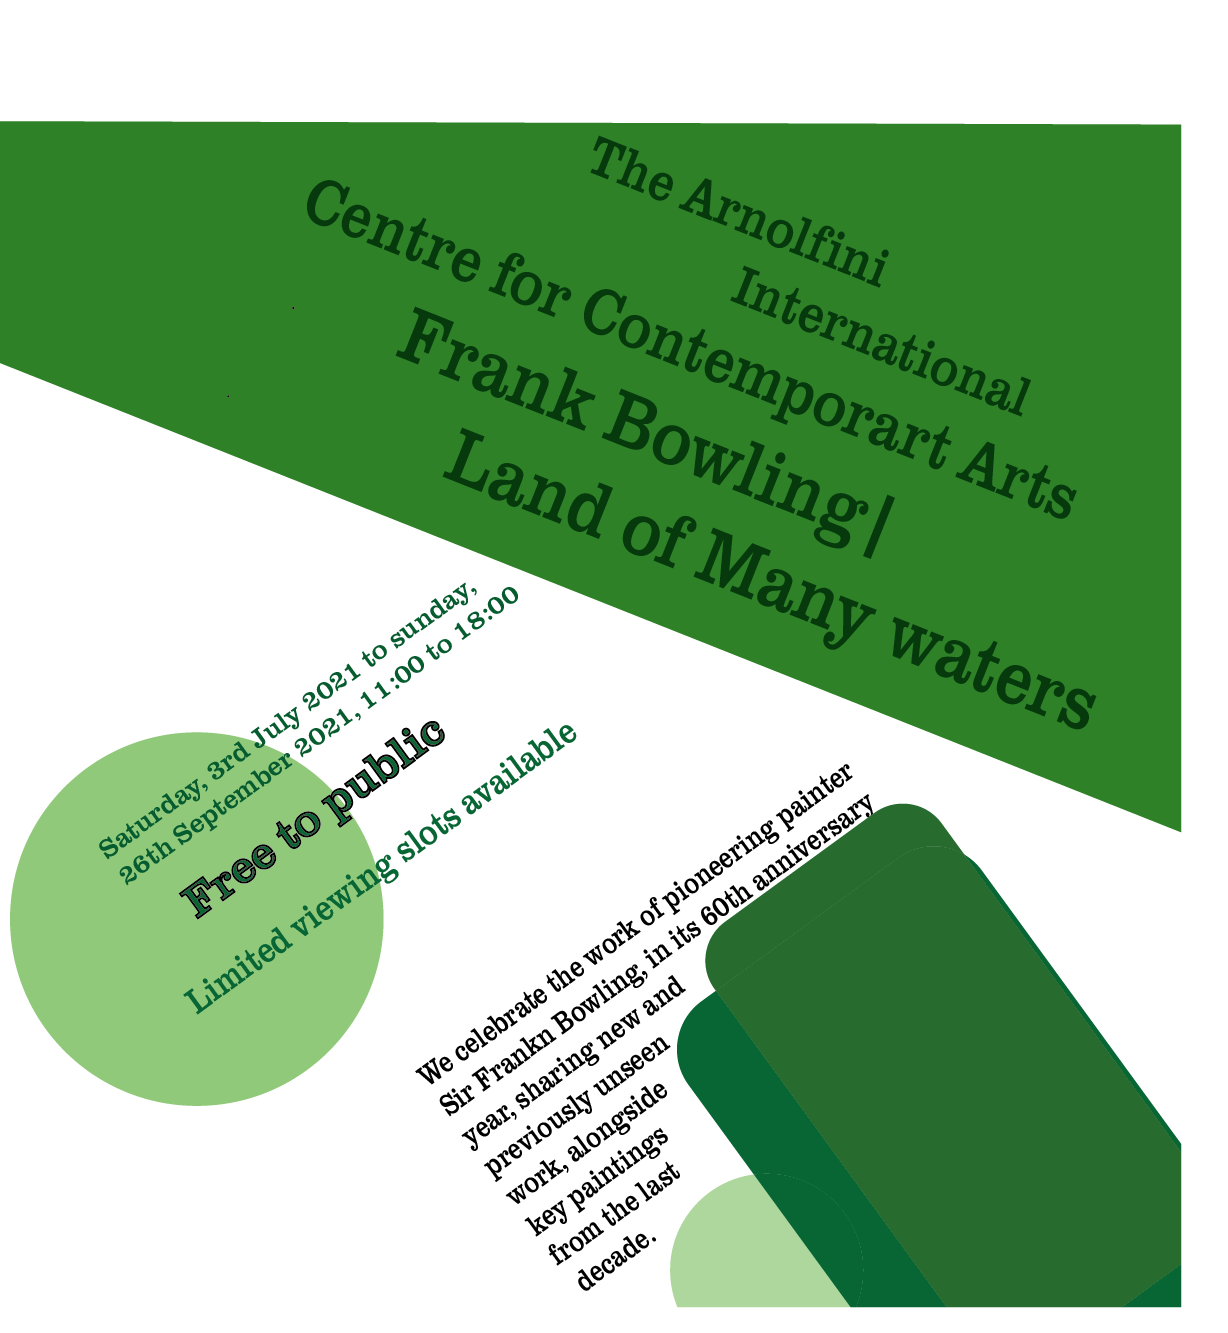 The Arnolfini
International
Centre for Contemporart Arts
Frank Bowling|
Land of Many waters
Saturday, 3rd July 2021 to sunday,
26th September 2021, 11:00 to 18:00
Free to public
Limited viewing slots available
We celebrate the work of pioneering painter
Sir Frankn Bowling, in its 60th anniversary
year, sharing new and
previously unseen
work, alongside
key paintings
from the last
decade.